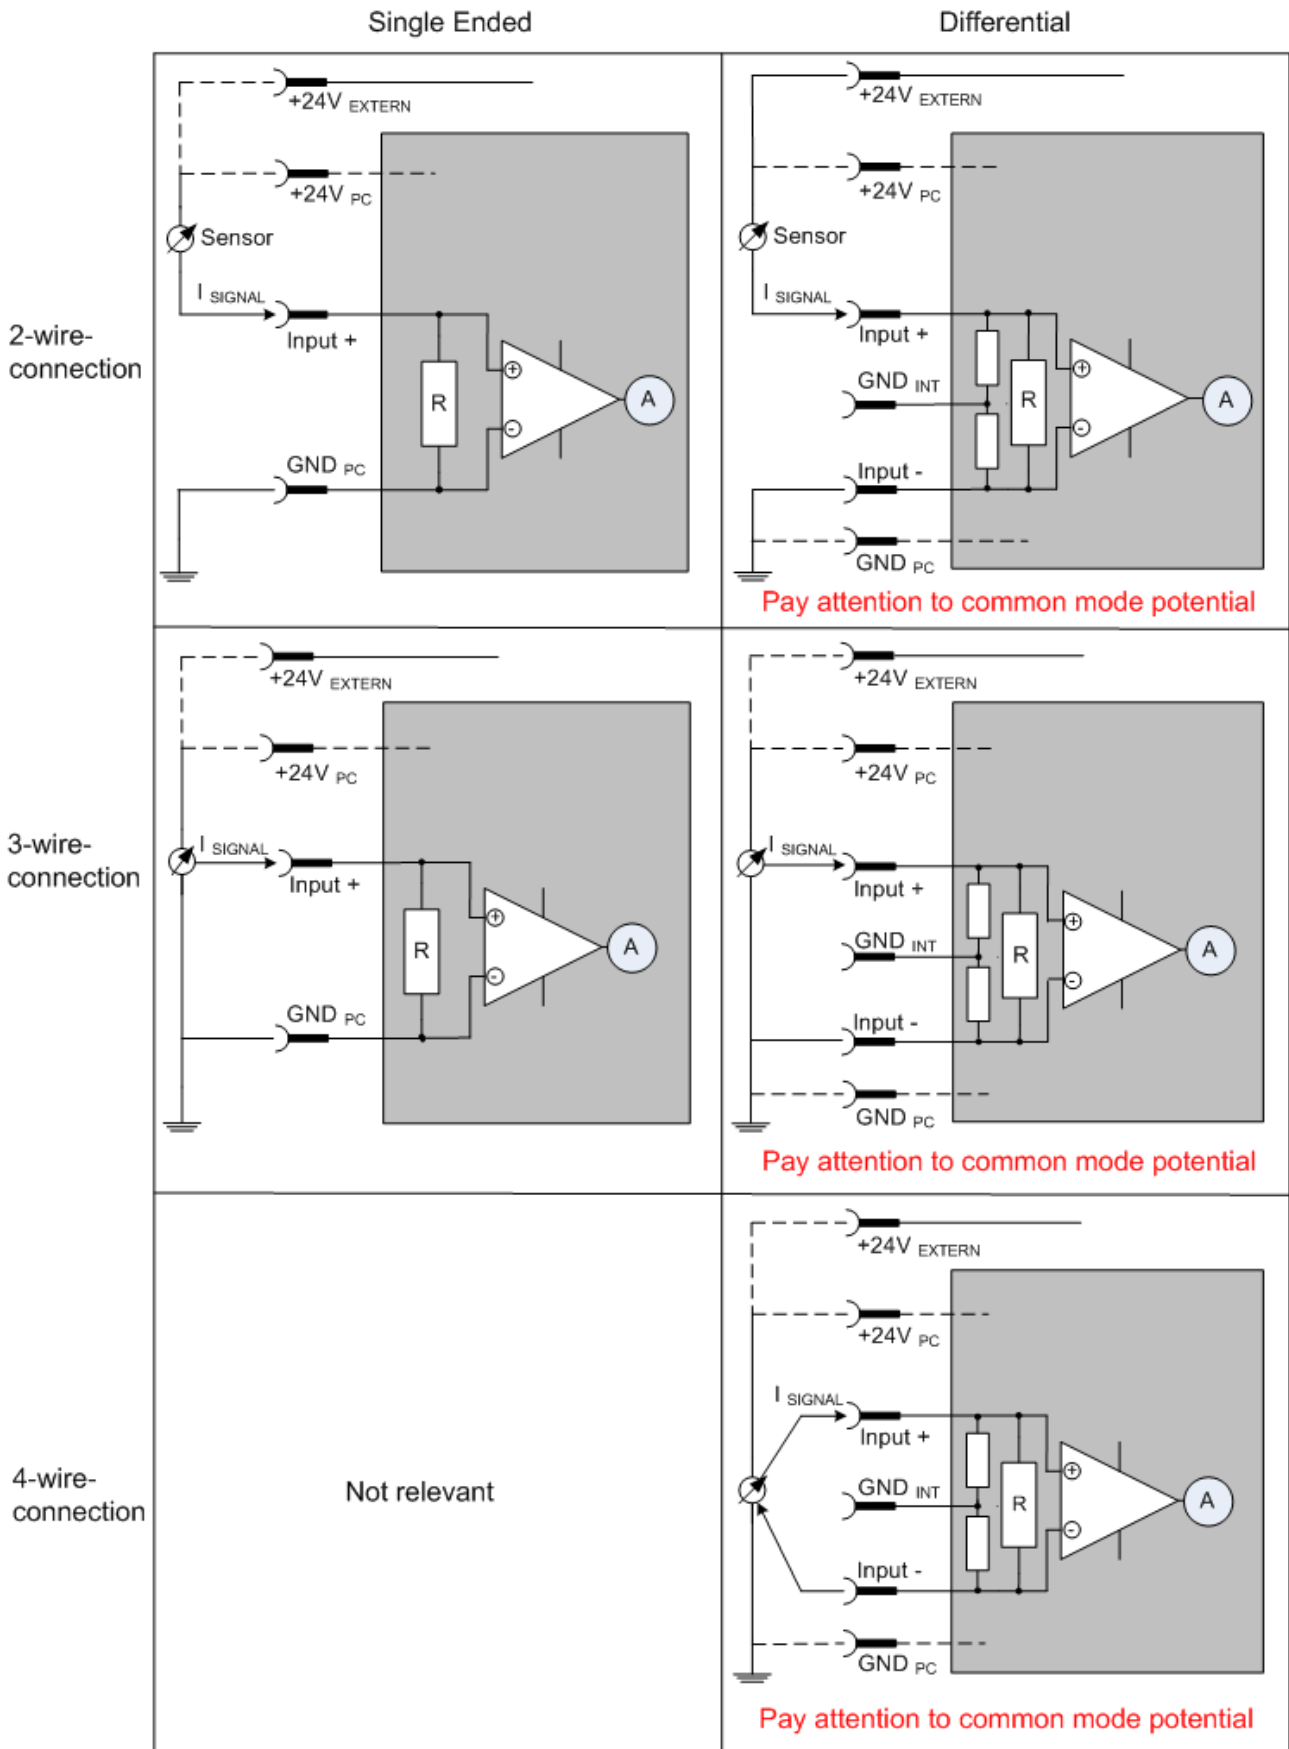 Single Ended
Differential
2-wire-
connection
+24V EXTERN
+24V PC
Sensor
I SIGNAL
Input +
R
+
-
A
GND PC
+24V EXTERN
+24V PC
Sensor
I SIGNAL
Input +
GND INT
R
+
-
A
Input -
GND PC
Pay attention to common mode potential
3-wire-
connection
+24V EXTERN
+24V PC
I SIGNAL
Input +
R
+
-
A
GND PC
+24V EXTERN
+24V PC
I SIGNAL
Input +
GND INT
R
+
-
A
Input -
GND PC
Pay attention to common mode potential
4-wire-
connection
Not relevant
+24V EXTERN
+24V PC
I SIGNAL
Input +
GND INT
R
+
-
A
Input -
GND PC
Pay attention to common mode potential